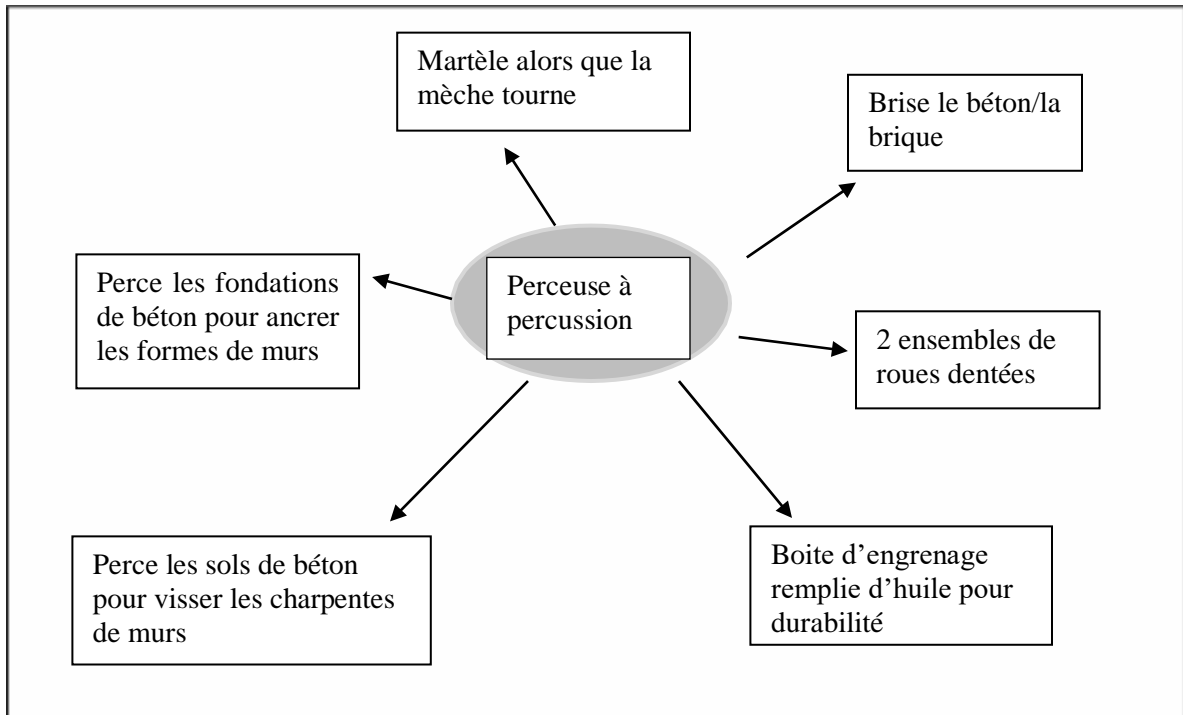 Martèle alors que la
mèche tourne
Brise le béton/la
brique
Perce les fondations
de béton pour ancrer
les formes de murs
Perceuse à
percussion
2 ensembles de
roues dentées
Perce les sols de béton
pour visser les charpentes
de murs
Boite d'engrenage
remplie d'huile pour
durabilité